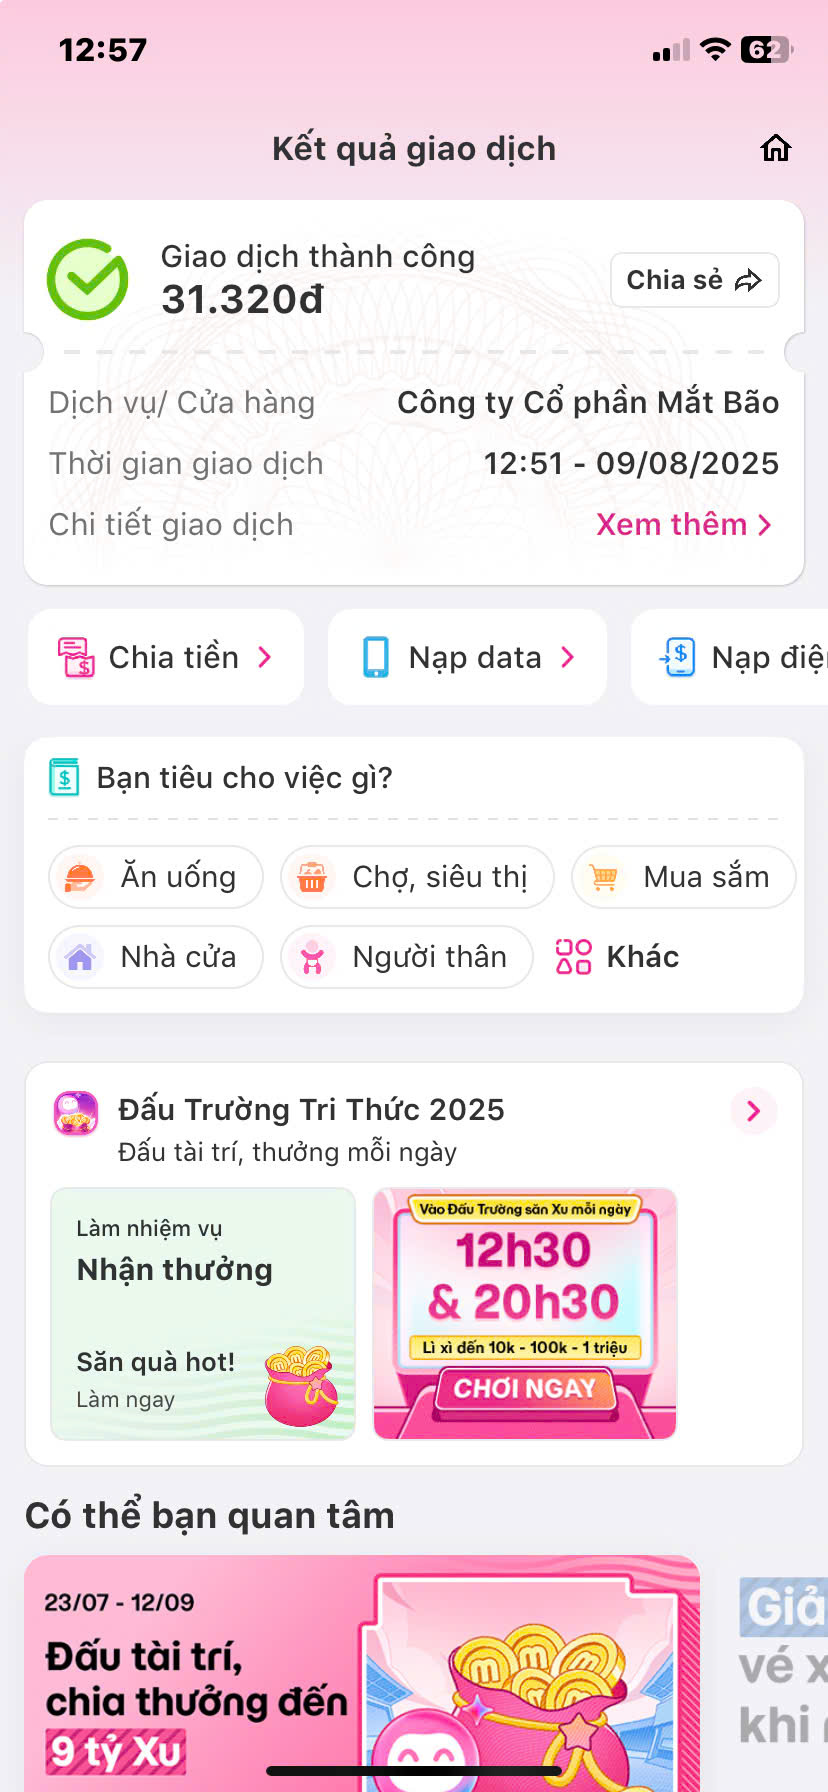 12:57
62
Kết quả giao dịch
Giao dịch thành công
31.320đ
Chia sẻ
Dịch vụ/ Cửa hàng
Công ty Cổ phần Mắt Bão
Thời gian giao dịch
12:51 - 09/08/2025
Chi tiết giao dịch
Xem thêm
Chia tiền
Nạp data
Nạp điệ
Bạn tiêu cho việc gì?
Ăn uống
Chợ, siêu thị
Mua sắm
Nhà cửa
Người thân
Khác
Đấu Trường Tri Thức 2025
Đấu tài trí, thưởng mỗi ngày
Làm nhiệm vụ
Nhận thưởng
Săn quà hot!
Làm ngay
Vào Đấu Trường săn Xu mỗi ngày
12h30
& 20h30
Lì xì đến 10k - 100k - 1 triệu
CHƠI NGAY
Có thể bạn quan tâm
23/07 - 12/09
Đấu tài trí,
chia thưởng đến
9 tỷ Xu
Giả
vé x
khi